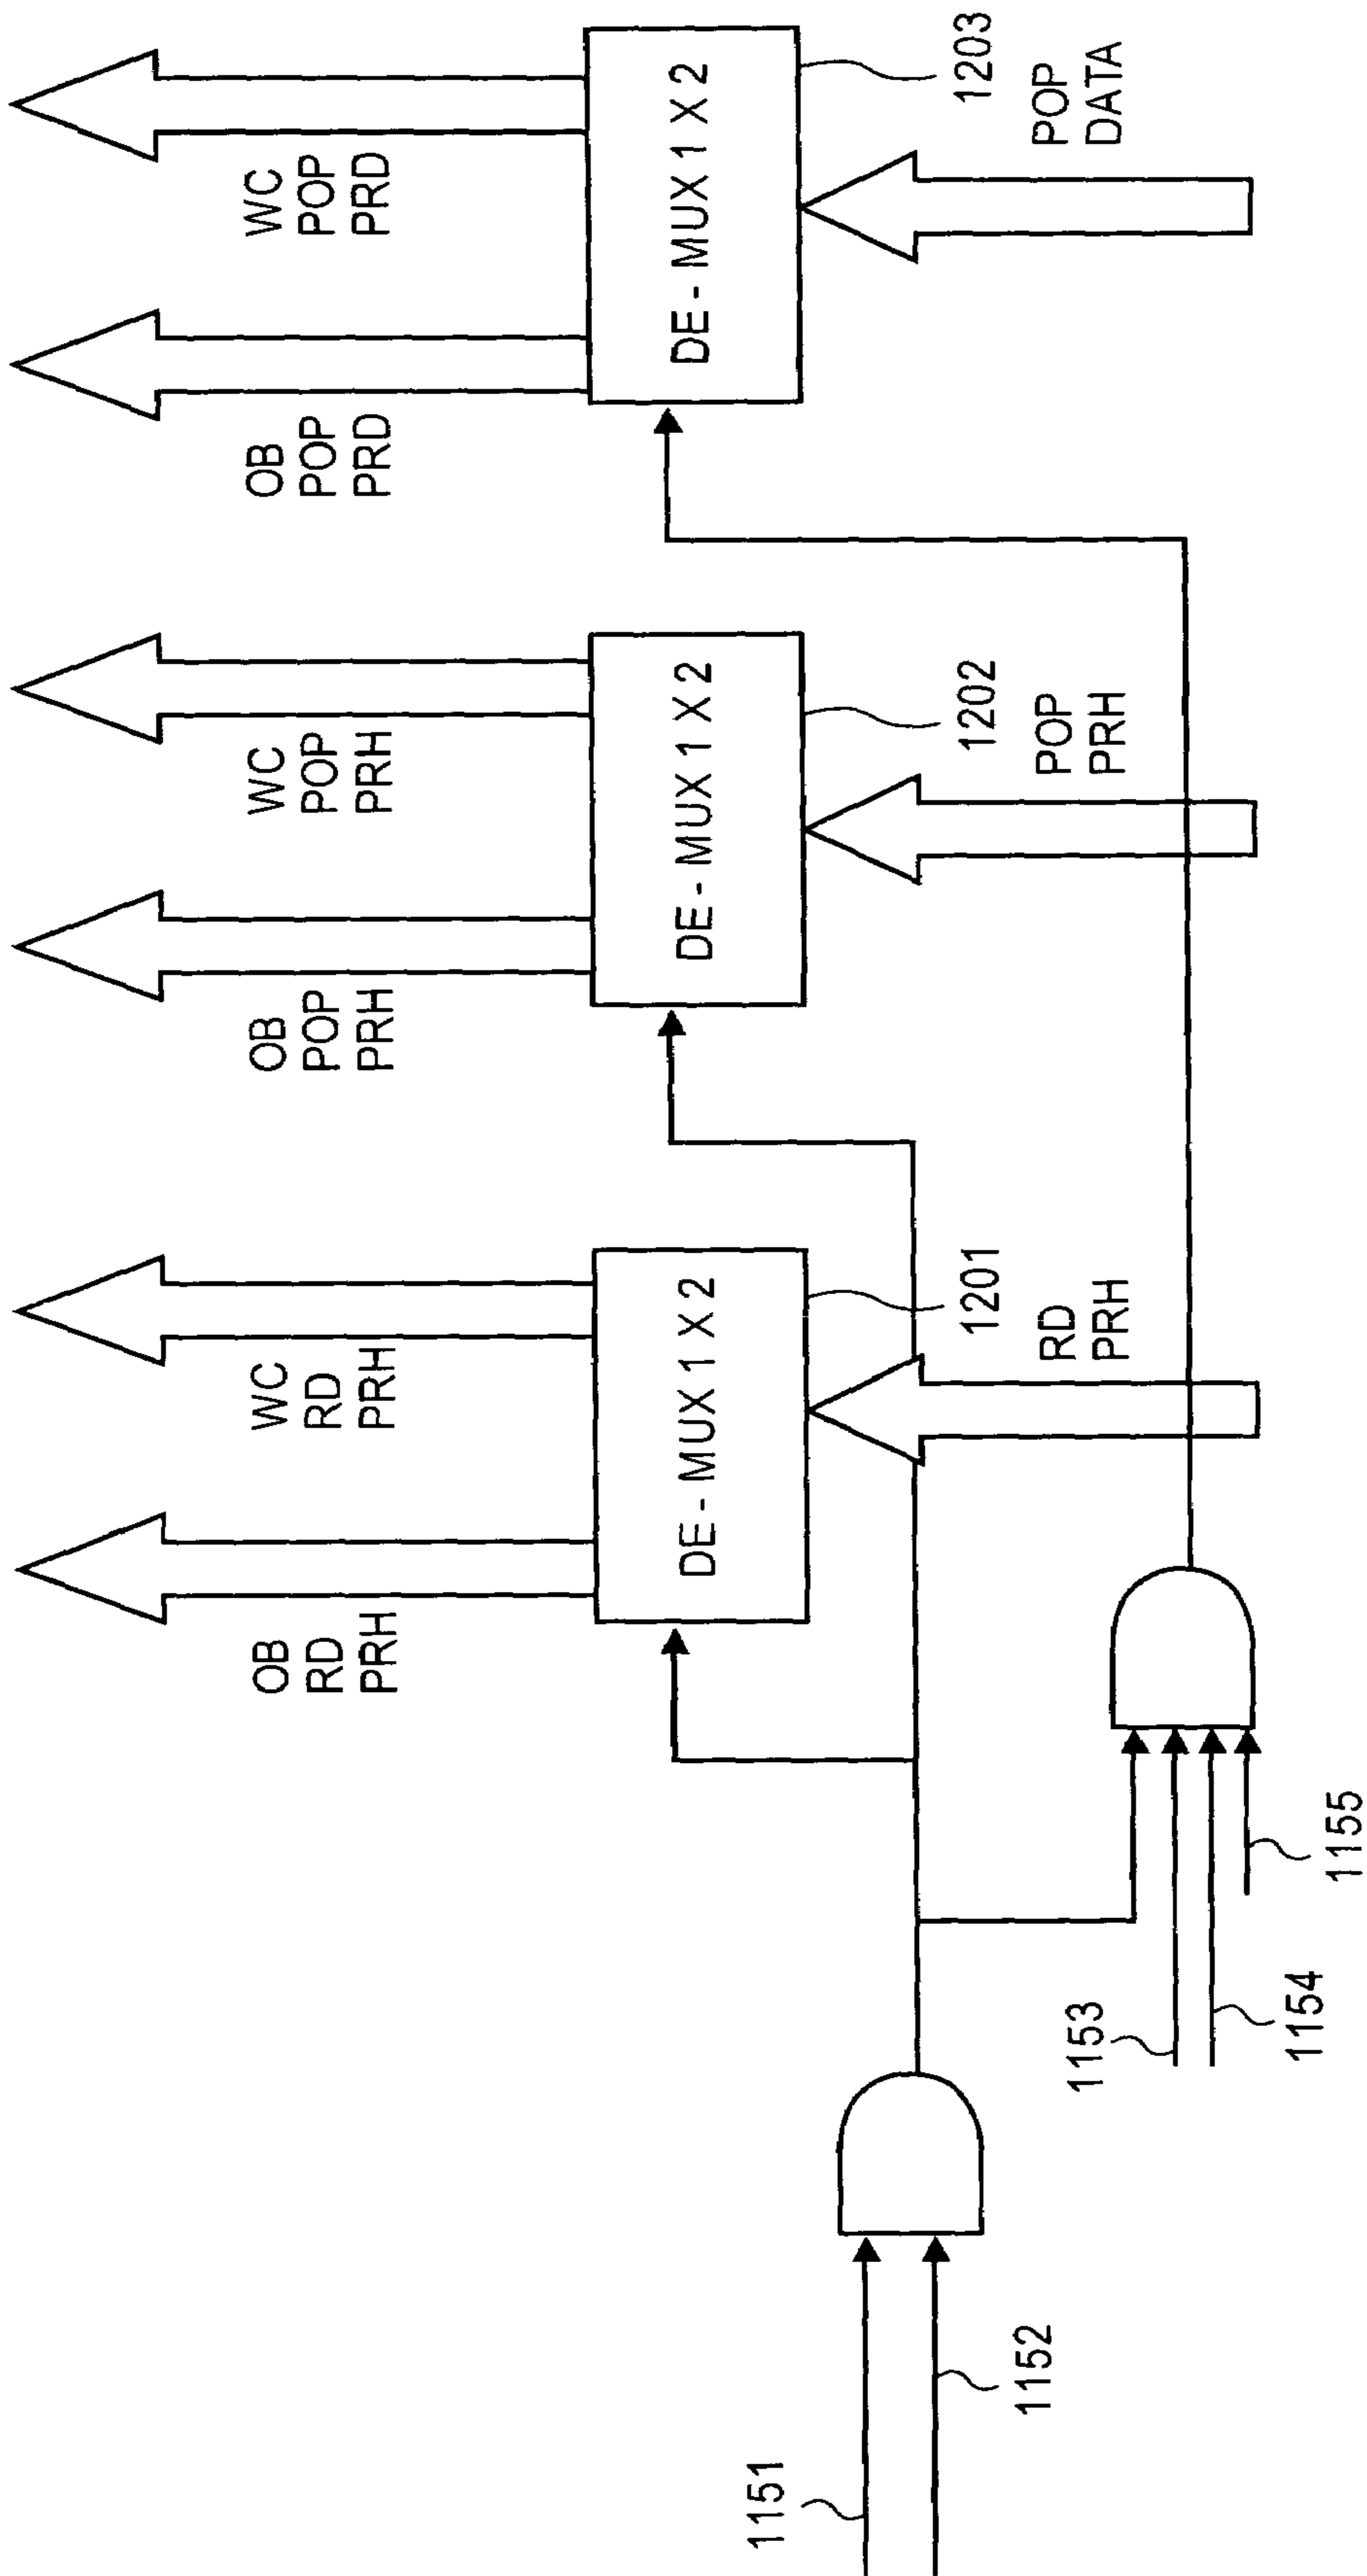 OB
RD
PRH
WC
RD
PRH
OB
POP
PRH
WC
POP
PRH
OB
POP
PRD
WC
POP
PRD
DE - MUX 1 X 2
DE - MUX 1 X 2
DE - MUX 1 X 2
1201
RD
PRH
1202
POP
PRH
1203
POP
DATA
1151
1152
1153
1154
1155